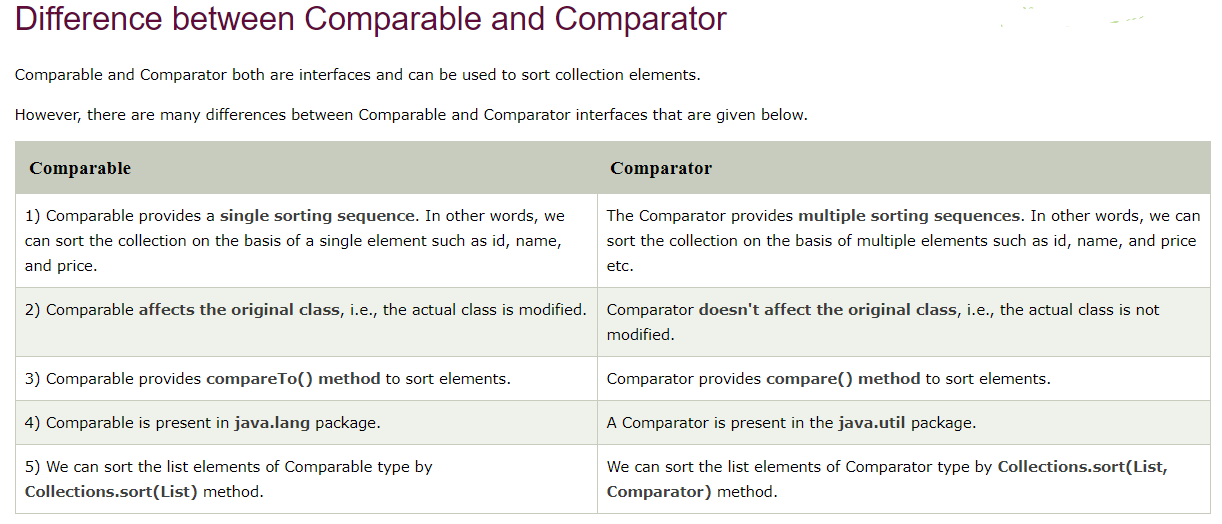 Difference between Comparable and Comparator
Comparable and Comparator both are interfaces and can be used to sort collection elements.
However, there are many differences between Comparable and Comparator interfaces that are given below.
Comparable
Comparator
1) Comparable provides a single sorting sequence. In other words, we
can sort the collection on the basis of a single element such as id, name,
and price.
The Comparator provides multiple sorting sequences. In other words, we can
sort the collection on the basis of multiple elements such as id, name, and price
etc.
2) Comparable affects the original class, i.e., the actual class is modified.
Comparator doesn't affect the original class, i.e., the actual class is not
modified.
3) Comparable provides compareTo() method to sort elements.
Comparator provides compare() method to sort elements.
4) Comparable is present in java.lang package.
A Comparator is present in the java.util package.
5) We can sort the list elements of Comparable type by
Collections.sort(List) method.
We can sort the list elements of Comparator type by Collections.sort(List,
Comparator) method.